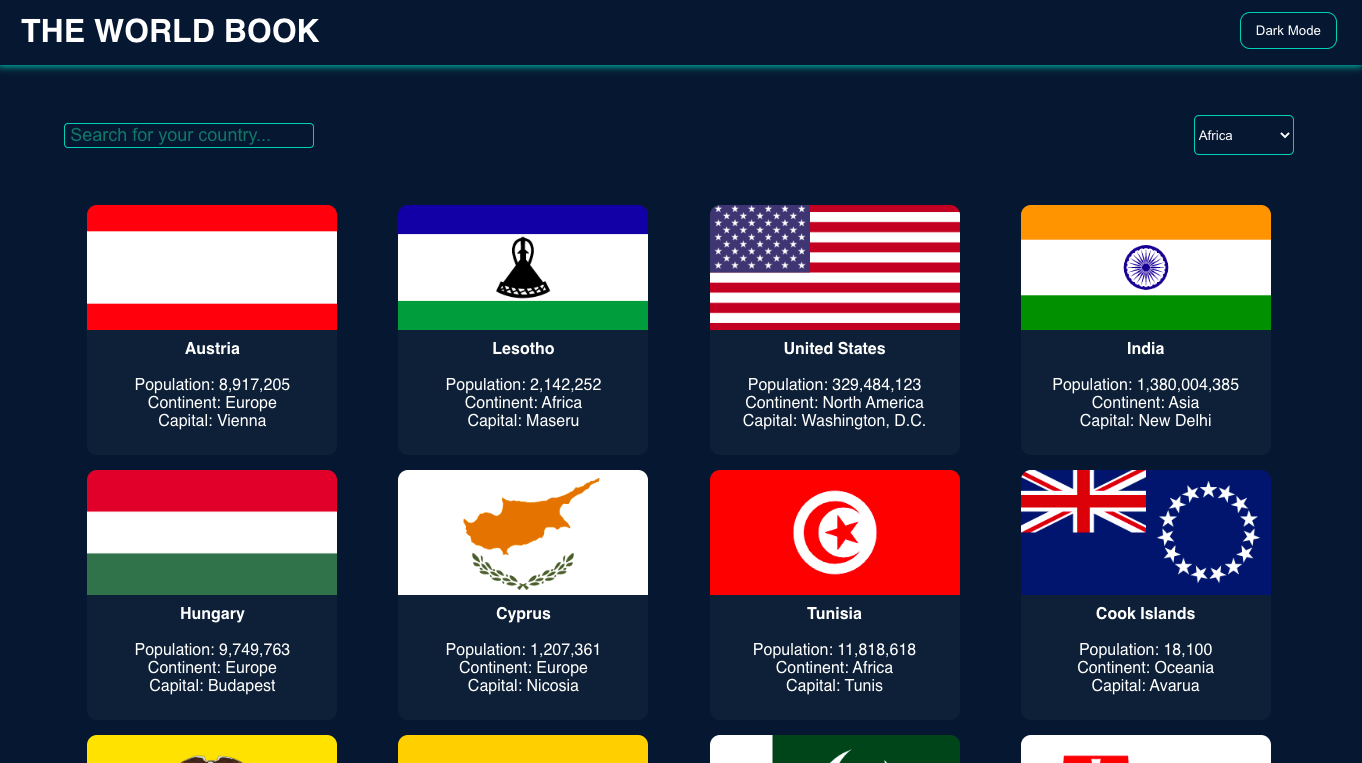 THE WORLD BOOK
Dark Mode
Search for your country...
Africa
Austria
Population: 8,917,205
Continent: Europe
Capital: Vienna
Lesotho
Population: 2,142,252
Continent: Africa
Capital: Maseru
United States
Population: 329,484,123
Continent: North America
Capital: Washington, D.C.
India
Population: 1,380,004,385
Continent: Asia
Capital: New Delhi
Hungary
Population: 9,749,763
Continent: Europe
Capital: Budapest
Cyprus
Population: 1,207,361
Continent: Europe
Capital: Nicosia
Tunisia
Population: 11,818,618
Continent: Africa
Capital: Tunis
Cook Islands
Population: 18,100
Continent: Oceania
Capital: Avarua